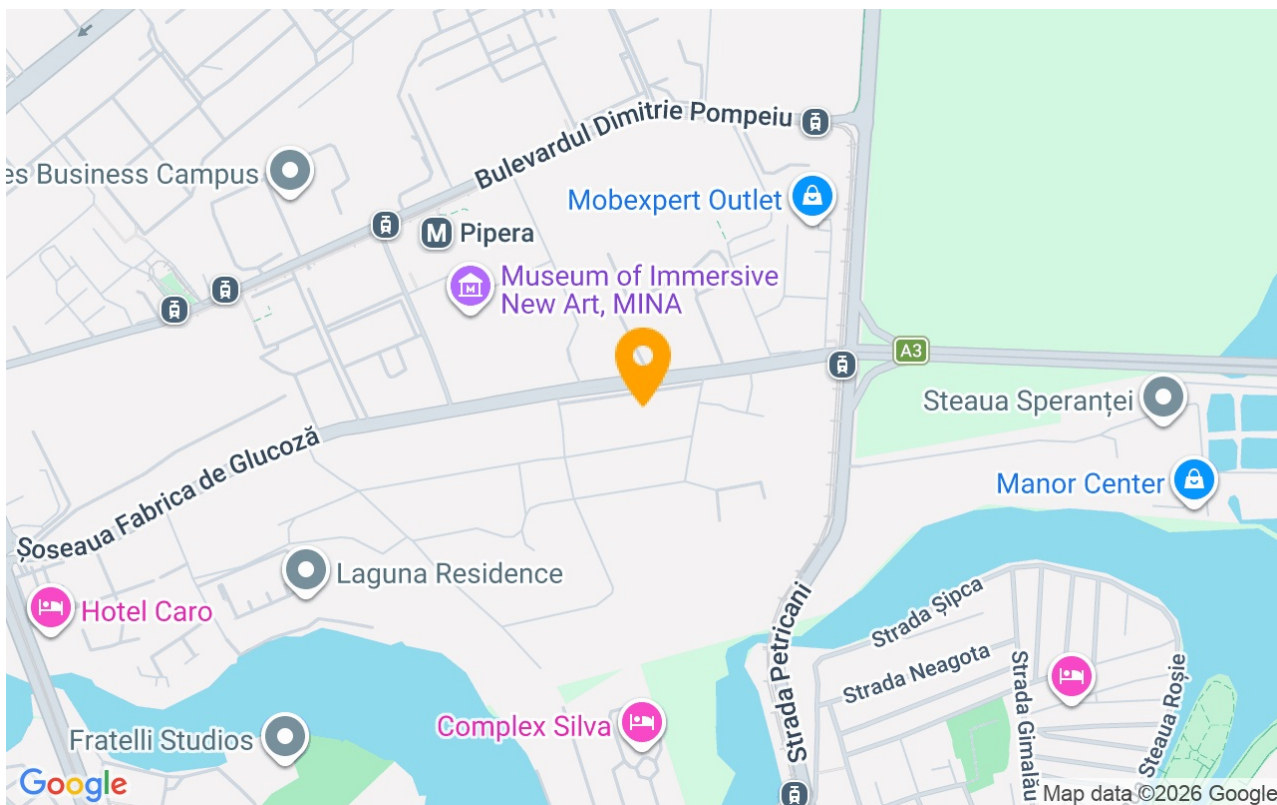 Bulevardul Dimitrie Pompeiu
es Business Campus
Mobexpert Outlet
M Pipera
Museum of Immersive
New Art, MINA
A3
Steaua Speranței
Șoseaua Fabrica de Glucoză
Manor Center
Laguna Residence
Hotel Caro
Strada Șipca
Strada Neagota
Strada Petricani
Strada Gimalău
Steaua Roșie
Complex Silva
Fratelli Studios
Google
Map data ©2026 Google